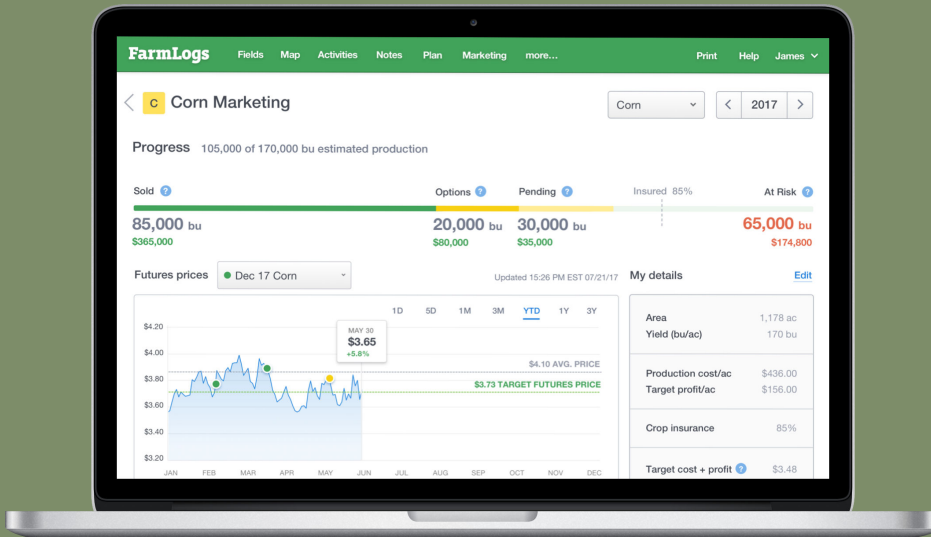 FarmLogs Fields Map Activities Notes Plan Marketing more... Print Help James
C Corn Marketing Corn 2017
Progress 105,000 of 170,000 bu estimated production
Sold ? Options ? Pending ? Insured 85% At Risk ?
85,000 bu 20,000 bu 30,000 bu 65,000 bu
$365,000 $80,000 $35,000 $174,800
Futures prices Dec 17 Corn Updated 15:26 PM EST 07/21/17 My details Edit
1D 5D 1M 3M YTD 1Y 3Y
$4.20
$4.00
$3.80
$3.60
$3.40
$3.20
MAY 30
$3.65
+5.8%
$4.10 AVG. PRICE
$3.73 TARGET FUTURES PRICE
JAN FEB MAR APR MAY JUN JUL AUG SEP OCT NOV DEC
Area 1,178 ac
Yield (bu/ac) 170 bu
Production cost/ac $436.00
Target profit/ac $156.00
Crop insurance 85%
Target cost + profit ? $3.48